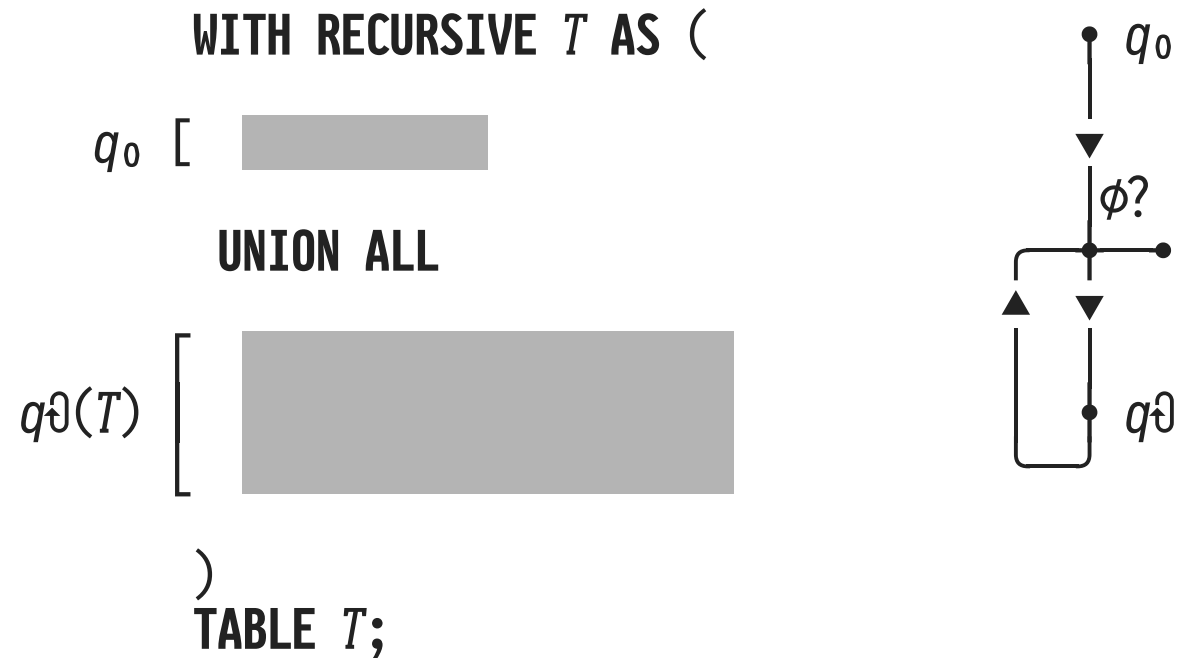 WITH RECURSIVE T AS (
q₀ [
UNION ALL
q↺(T) [
)
TABLE T;
q₀
ϕ?
q↺